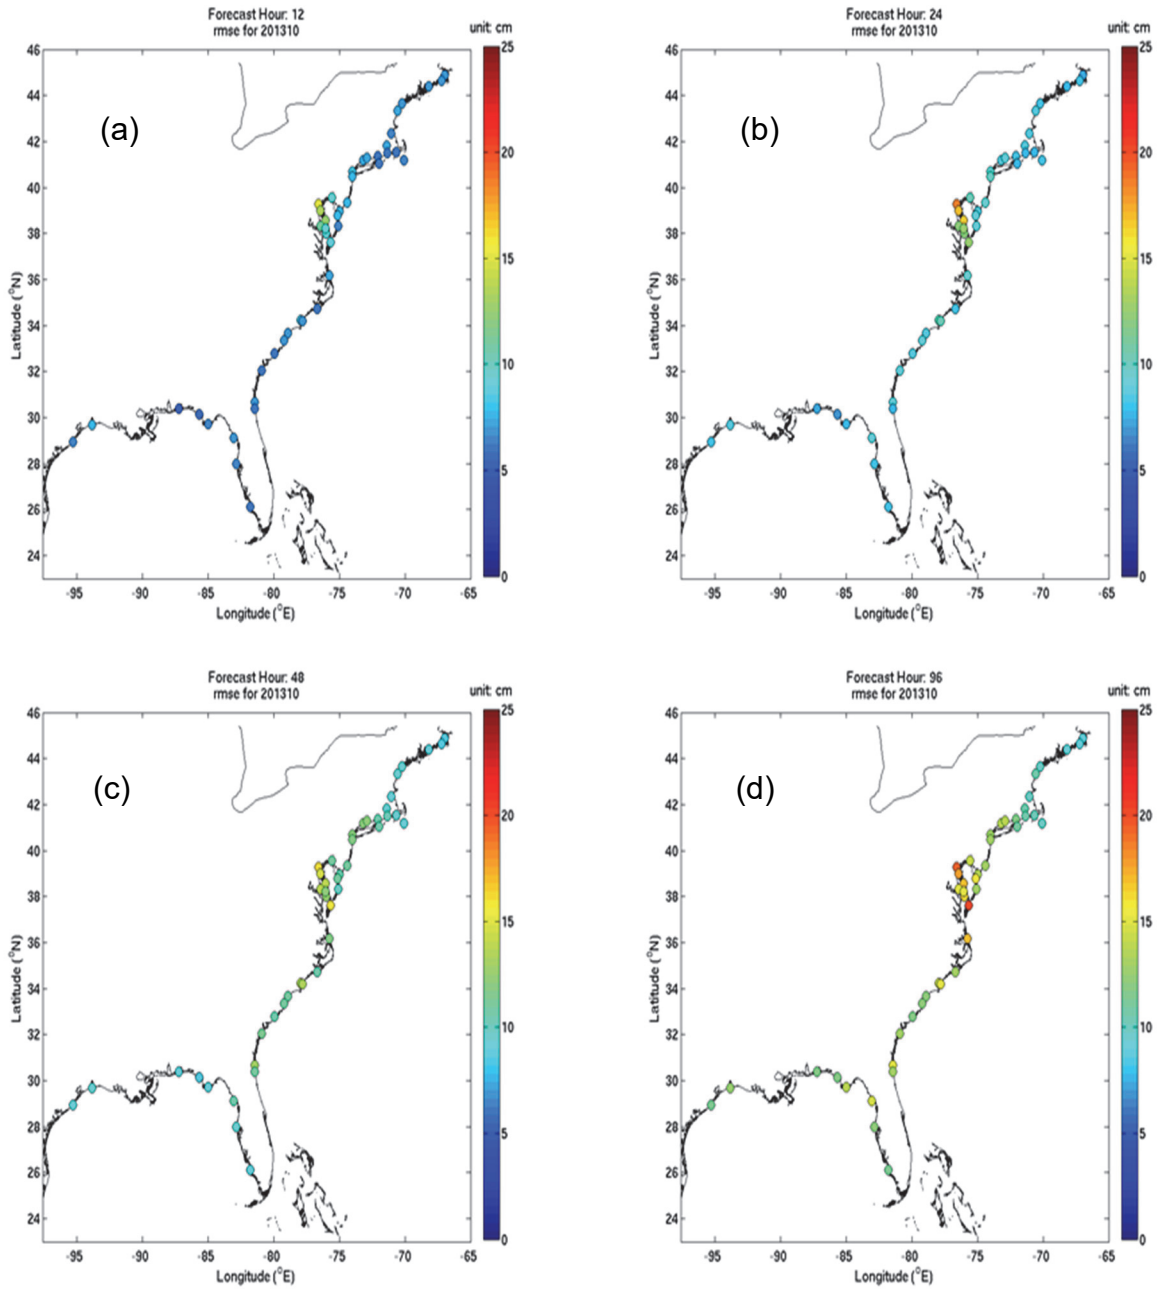 Forecast Hour: 12
rmse for 201310
unit: cm
(a)
46
44
42
40
38
36
34
32
30
28
26
24
-95 -90 -85 -80 -75 -70 -65
Latitude (°N)
Longitude (°E)
25
20
15
10
5
0
Forecast Hour: 24
rmse for 201310
unit: cm
(b)
46
44
42
40
38
36
34
32
30
28
26
24
-95 -90 -85 -80 -75 -70 -65
Latitude (°N)
Longitude (°E)
25
20
15
10
5
0
Forecast Hour: 48
rmse for 201310
unit: cm
(c)
46
44
42
40
38
36
34
32
30
28
26
24
-95 -90 -85 -80 -75 -70 -65
Latitude (°N)
Longitude (°E)
25
20
15
10
5
0
Forecast Hour: 96
rmse for 201310
unit: cm
(d)
46
44
42
40
38
36
34
32
30
28
26
24
-95 -90 -85 -80 -75 -70 -65
Latitude (°N)
Longitude (°E)
25
20
15
10
5
0